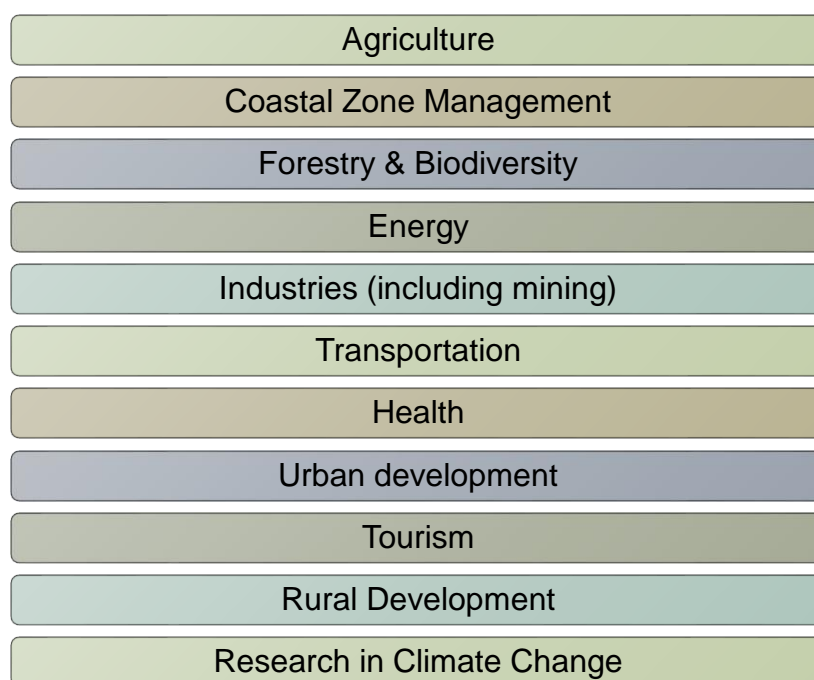 Agriculture
Coastal Zone Management
Forestry & Biodiversity
Energy
Industries (including mining)
Transportation
Health
Urban development
Tourism
Rural Development
Research in Climate Change